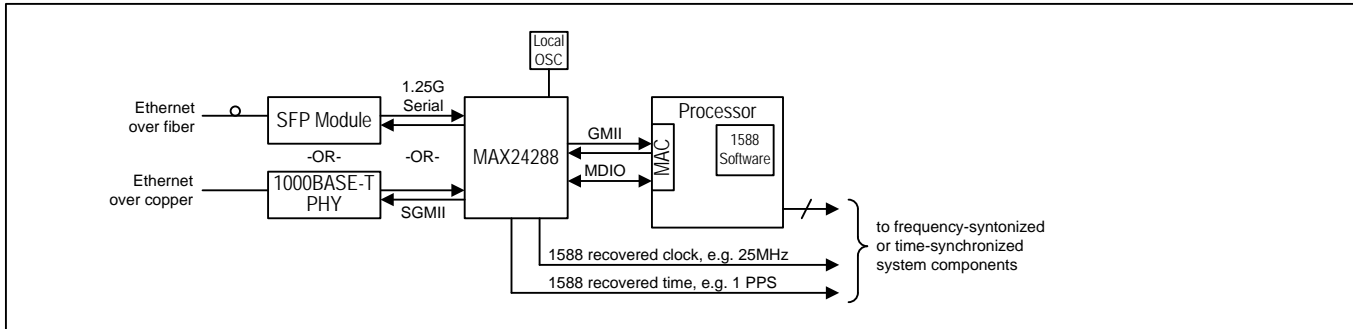 Local
OSC
1.25G
Serial
Ethernet
over fiber
SFP Module
-OR-
-OR-
Ethernet
over copper
1000BASE-T
PHY
SGMII
MAX24288
GMII
MDIO
Processor
MAC
1588
Software
1588 recovered clock, e.g. 25MHz
1588 recovered time, e.g. 1 PPS
to frequency-syntonized
or time-synchronized
system components